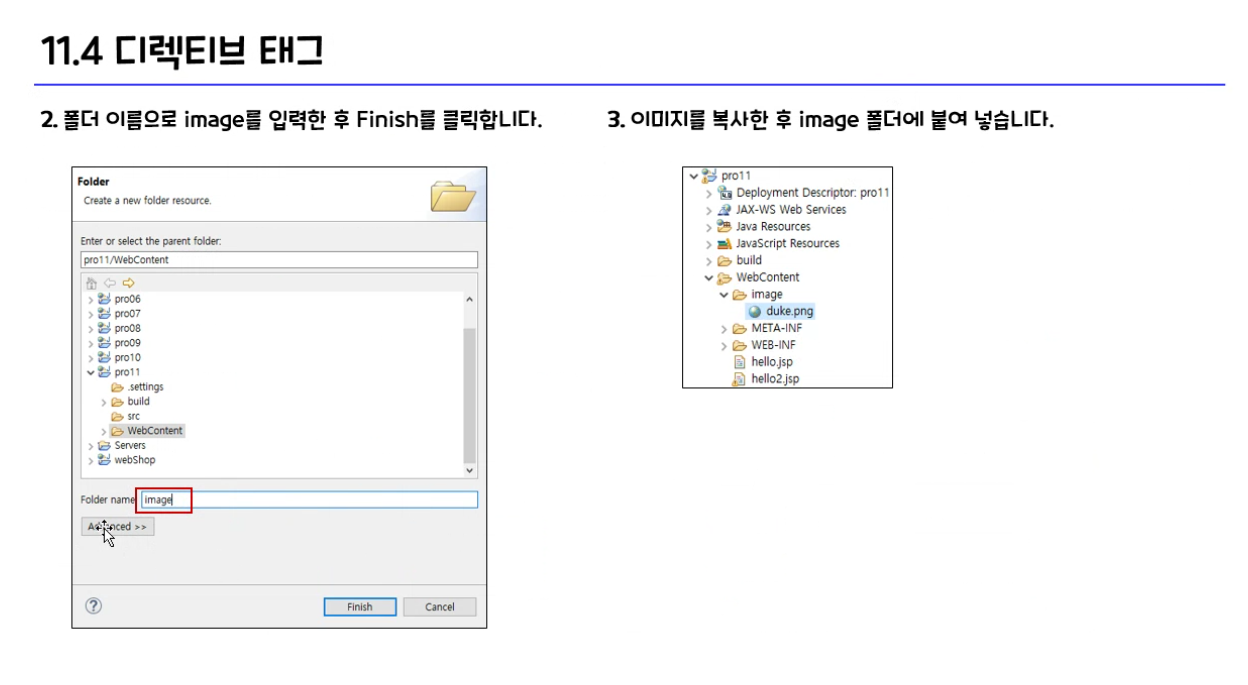 11.4 디렉티브 태그
2. 폴더 이름으로 image를 입력한 후 Finish를 클릭합니다.
Folder
Create a new folder resource.
Enter or select the parent folder:
pro11/WebContent
pro06
pro07
pro08
pro09
pro10
pro11
.settings
build
src
WebContent
Servers
webShop
Folder name
image
Advanced >>
?
Finish
Cancel
3. 이미지를 복사한 후 image 폴더에 붙여 넣습니다.
pro11
Deployment Descriptor: pro11
JAX-WS Web Services
Java Resources
JavaScript Resources
build
WebContent
image
duke.png
META-INF
WEB-INF
hello.jsp
hello2.jsp